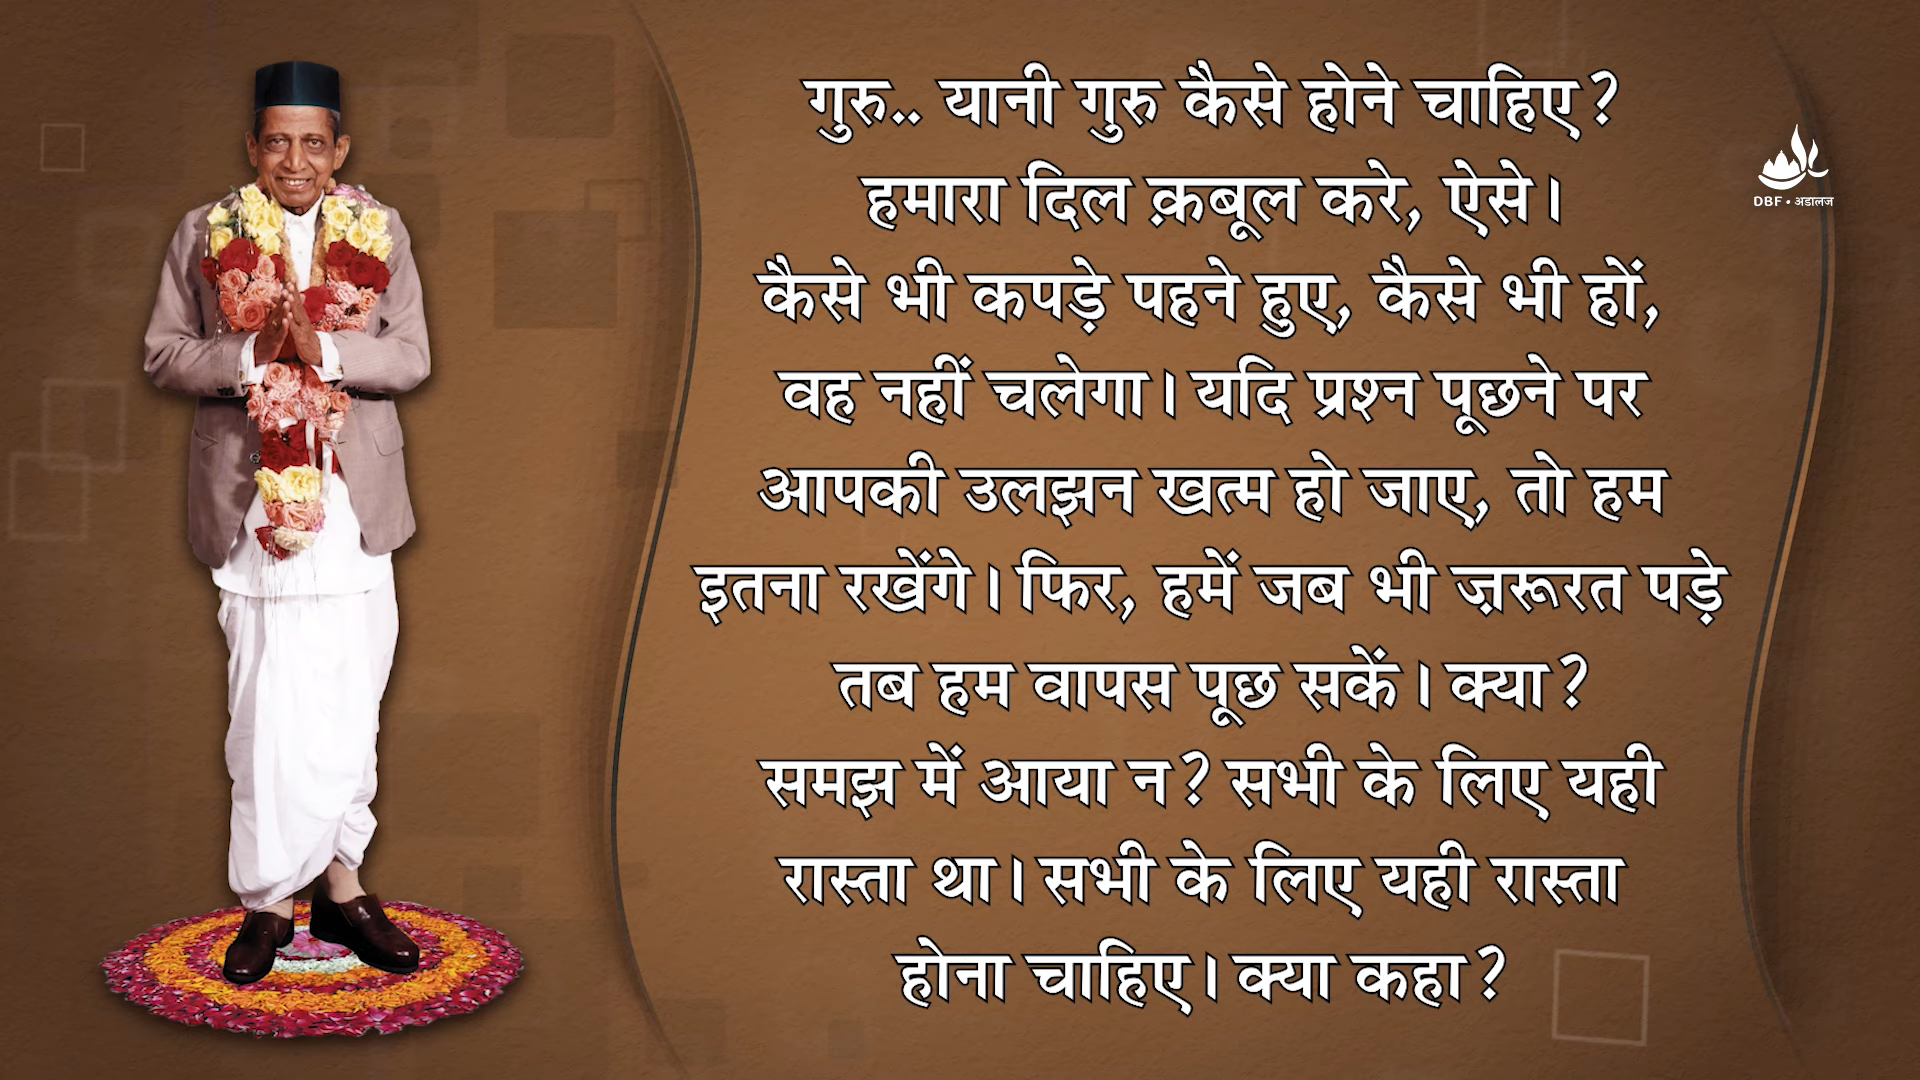 गुरु.. यानी गुरु कैसे होने चाहिए?
हमारा दिल क़बूल करे, ऐसे।
कैसे भी कपड़े पहने हुए, कैसे भी हों,
वह नहीं चलेगा। यदि प्रश्न पूछने पर
आपकी उलझन खत्म हो जाए, तो हम
इतना रखेंगे। फिर, हमें जब भी ज़रूरत पड़े
तब हम वापस पूछ सकें। क्या?
समझ में आया न? सभी के लिए यही
रास्ता था। सभी के लिए यही रास्ता
होना चाहिए। क्या कहा?
DBF • अडालज